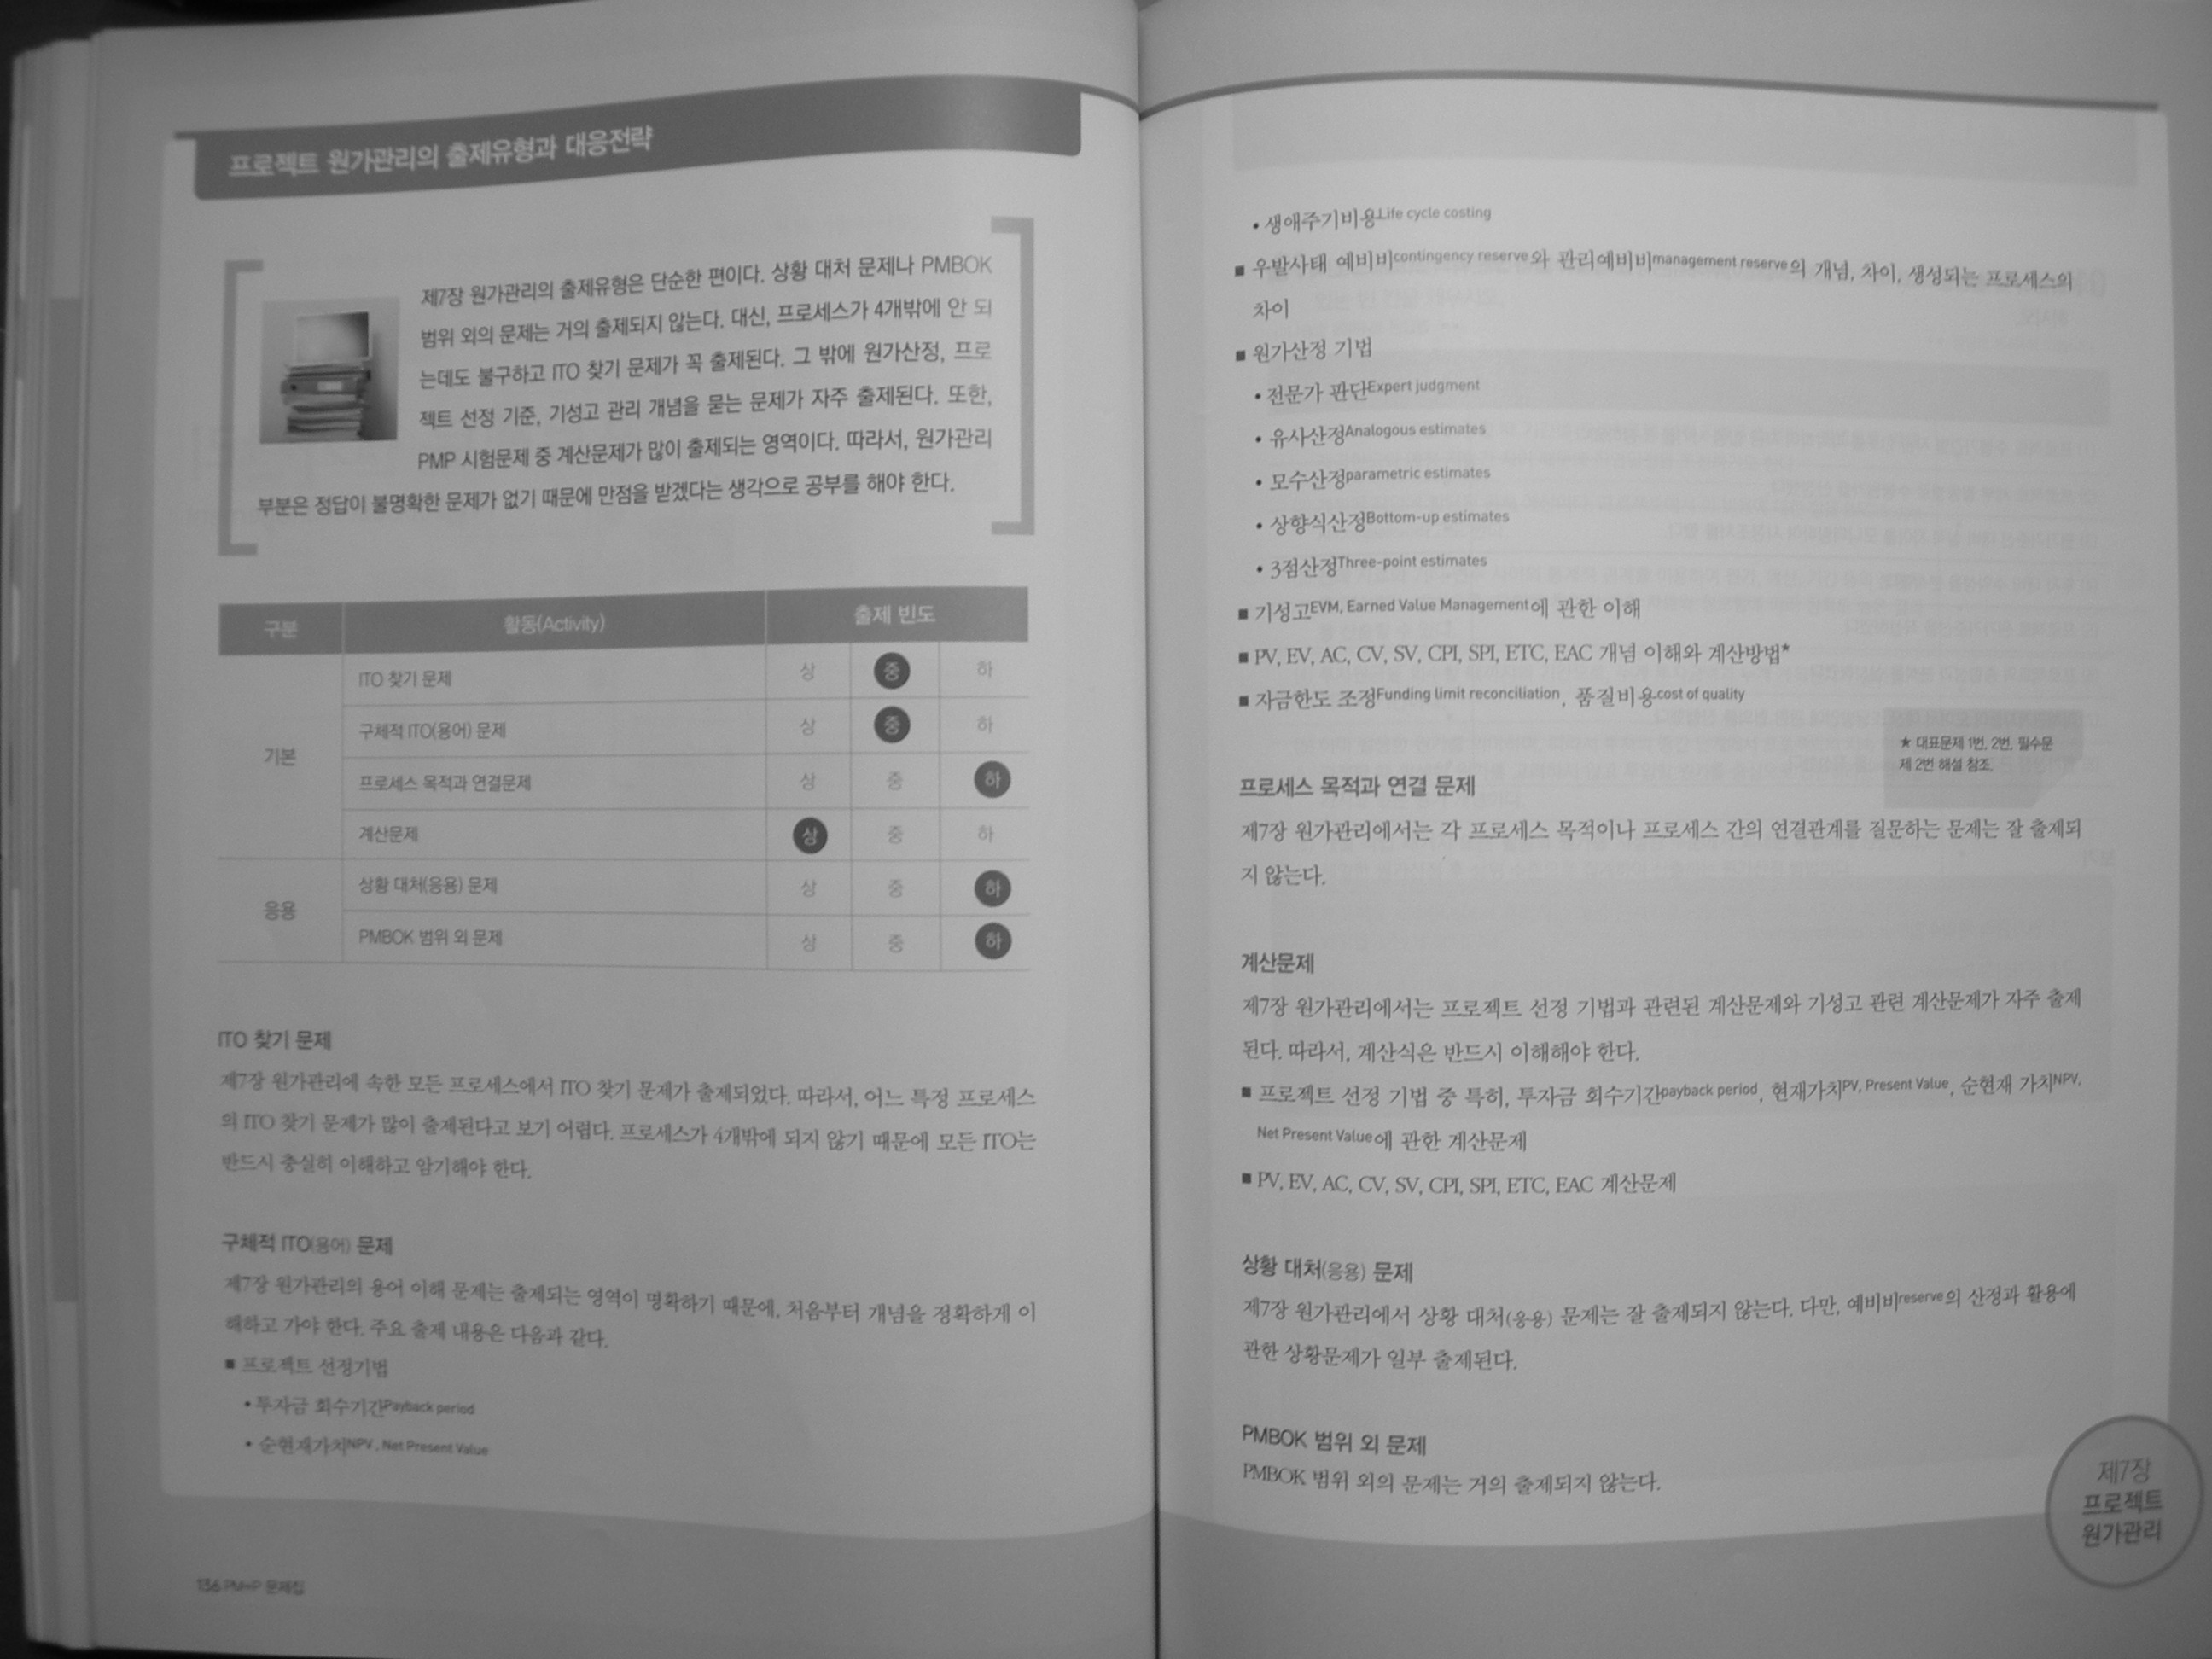 프로젝트 원가관리의 출제유형과 대응전략
제7장 원가관리의 출제유형은 단순한 편이다. 상황 대처 문제나 PMBOK
범위 외의 문제는 거의 출제되지 않는다. 대신, 프로세스가 4개밖에 안 되
는데도 불구하고 ITO 찾기 문제가 꼭 출제된다. 그 밖에 원가산정, 프로
젝트 선정 기준, 기성고 관리 개념을 묻는 문제가 자주 출제된다. 또한,
PMP 시험문제 중 계산문제가 많이 출제되는 영역이다. 따라서, 원가관리
부분은 정답이 불명확한 문제가 없기 때문에 만점을 받겠다는 생각으로 공부를 해야 한다.
구분 활동(Activity) 출제 빈도
기본
ITO 찾기 문제 상 중 하
구체적 ITO(용어) 문제 상 중 하
프로세스 목적과 연결문제 상 중 하
계산문제 상 중 하
응용
상황 대처(응용) 문제 상 중 하
PMBOK 범위 외 문제 상 중 하
ITO 찾기 문제
제7장 원가관리에 속한 모든 프로세스에서 ITO 찾기 문제가 출제되었다. 따라서, 어느 특정 프로세스
의 ITO 찾기 문제가 많이 출제된다고 보기 어렵다. 프로세스가 4개밖에 되지 않기 때문에 모든 ITO는
반드시 충실히 이해하고 암기해야 한다.
구체적 ITO(용어) 문제
제7장 원가관리의 용어 이해 문제는 출제되는 영역이 명확하기 때문에, 처음부터 개념을 정확하게 이
해하고 가야 한다. 주요 출제 내용은 다음과 같다.
■ 프로젝트 선정기법
• 투자금 회수기간Payback period
• 순현재가치NPV, Net Present Value
136 PM+P 문제집
• 생애주기비용Life cycle costing
■ 우발사태 예비비contingency reserve와 관리예비비management reserve의 개념, 차이, 생성되는 프로세스의
차이
■ 원가산정 기법
• 전문가 판단Expert judgment
• 유사산정Analogous estimates
• 모수산정parametric estimates
• 상향식산정Bottom-up estimates
• 3점산정Three-point estimates
■ 기성고EVM, Earned Value Management에 관한 이해
■ PV, EV, AC, CV, SV, CPI, SPI, ETC, EAC 개념 이해와 계산방법★
■ 자금한도 조정Funding limit reconciliation, 품질비용cost of quality
★ 대표문제 1번, 2번, 필수문
제 2번 해설 참조.
프로세스 목적과 연결 문제
제7장 원가관리에서는 각 프로세스 목적이나 프로세스 간의 연결관계를 질문하는 문제는 잘 출제되
지 않는다.
계산문제
제7장 원가관리에서는 프로젝트 선정 기법과 관련된 계산문제와 기성고 관련 계산문제가 자주 출제
된다. 따라서, 계산식은 반드시 이해해야 한다.
■ 프로젝트 선정 기법 중 특히, 투자금 회수기간payback period, 현재가치PV, Present Value, 순현재 가치NPV,
Net Present Value에 관한 계산문제
■ PV, EV, AC, CV, SV, CPI, SPI, ETC, EAC 계산문제
상황 대처(응용) 문제
제7장 원가관리에서 상황 대처(응용) 문제는 잘 출제되지 않는다. 다만, 예비비reserve의 산정과 활용에
관한 상황문제가 일부 출제된다.
PMBOK 범위 외 문제
PMBOK 범위 외의 문제는 거의 출제되지 않는다.
제7장
프로젝트
원가관리